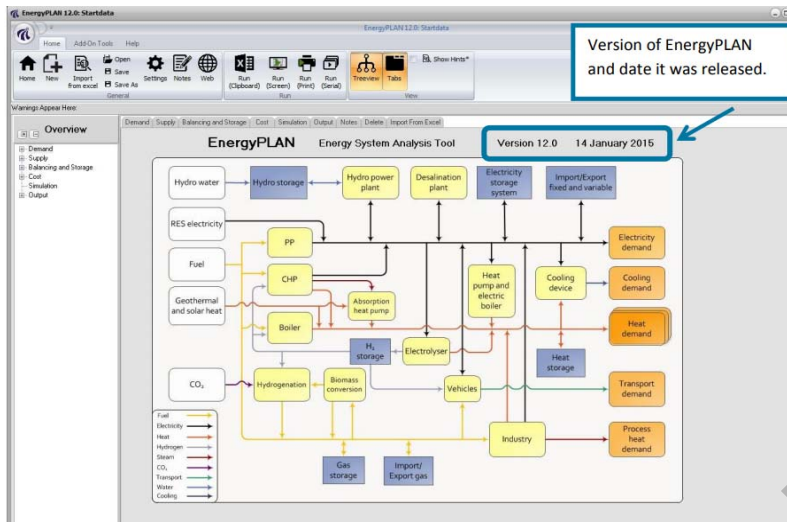 EnergyPLAN 12.0: Startdata
EnergyPLAN 12.0: Startdata
Home Add-On Tools Help
Home
New
Import
from excel
Open
Save
Save As
Settings
Notes
Web
General
Run
(Clipboard)
Run
(Screen)
Run
(Print)
Run
(Serial)
Run
Treeview
Tabs
Show Hints*
View
Version of EnergyPLAN
and date it was released.
Warnings Appear Here:
Overview
Demand
Supply
Balancing and Storage
Cost
Simulation
Output
Demand Supply Balancing and Storage Cost Simulation Output Notes Delete Import From Excel
EnergyPLAN Energy System Analysis Tool Version 12.0 14 January 2015
Hydro water
Hydro storage
Hydro power
plant
Desalination
plant
Electricity
storage
system
Import/Export
fixed and variable
RES electricity
PP
Electricity
demand
Fuel
CHP
Heat
pump and
electric
boiler
Cooling
device
Cooling
demand
Geothermal
and solar heat
Absorption
heat pump
Boiler
Heat
demand
H₂
storage
Electrolyser
Heat
storage
CO₂
Hydrogenation
Biomass
conversion
Vehicles
Transport
demand
Industry
Process
heat
demand
Gas
storage
Import/
Export gas
Fuel
Electricity
Heat
Hydrogen
Steam
CO₂
Transport
Water
Cooling